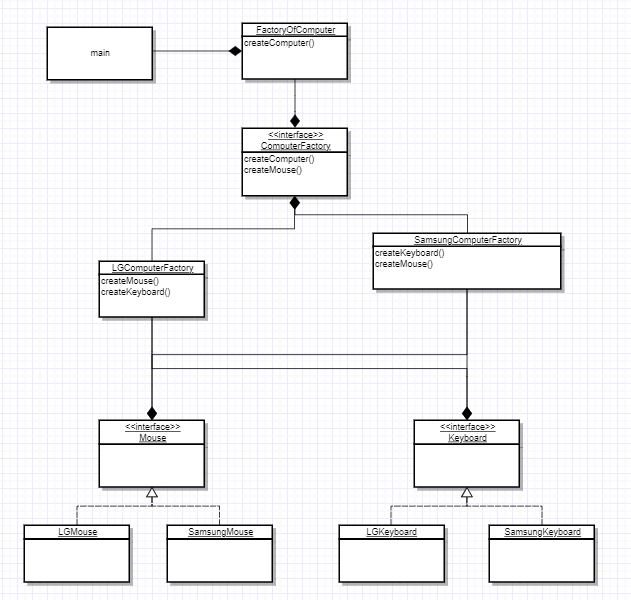 FactoryOfComputer
createComputer()
main
<<interface>>
ComputerFactory
createComputer()
createMouse()
SamsungComputerFactory
createKeyboard()
createMouse()
LGComputerFactory
createMouse()
createKeyboard()
<<interface>>
Mouse
<<interface>>
Keyboard
LGMouse
SamsungMouse
LGKeyboard
SamsungKeyboard